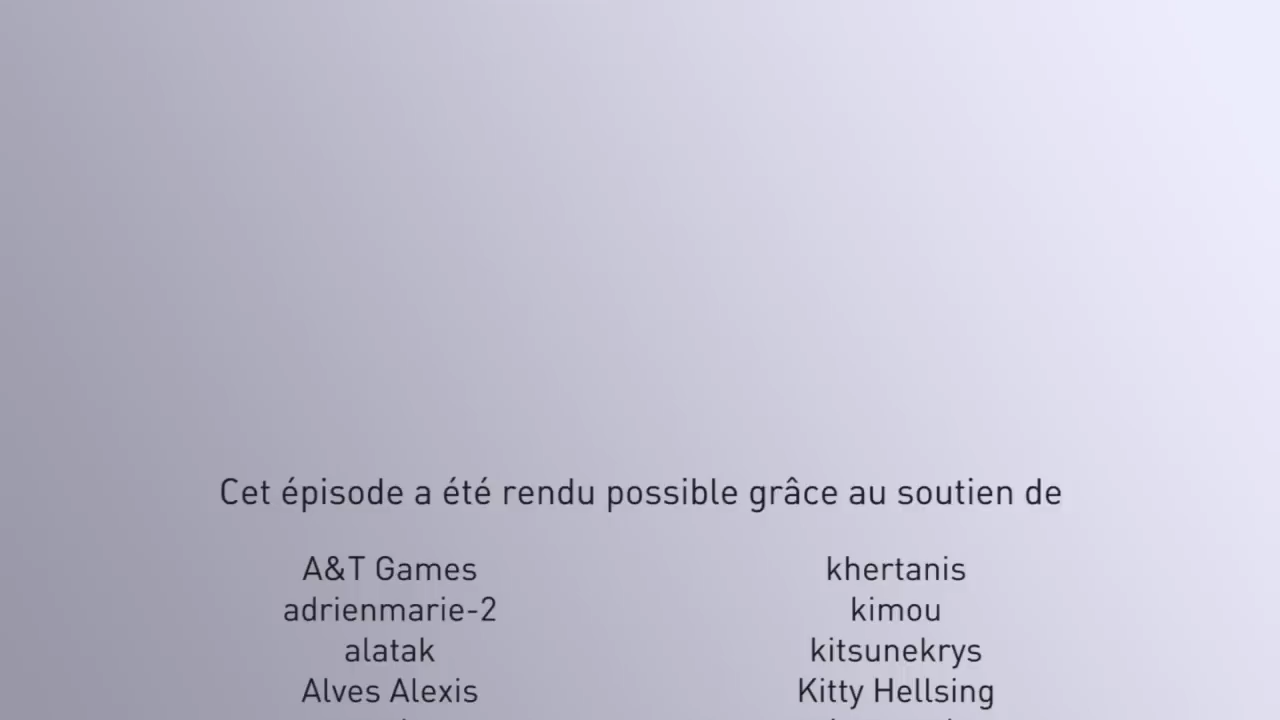 Cet épisode a été rendu possible grâce au soutien de
A&T Games
adrienmarie-2
alatak
Alves Alexis
khertanis
kimou
kitsunekrys
Kitty Hellsing